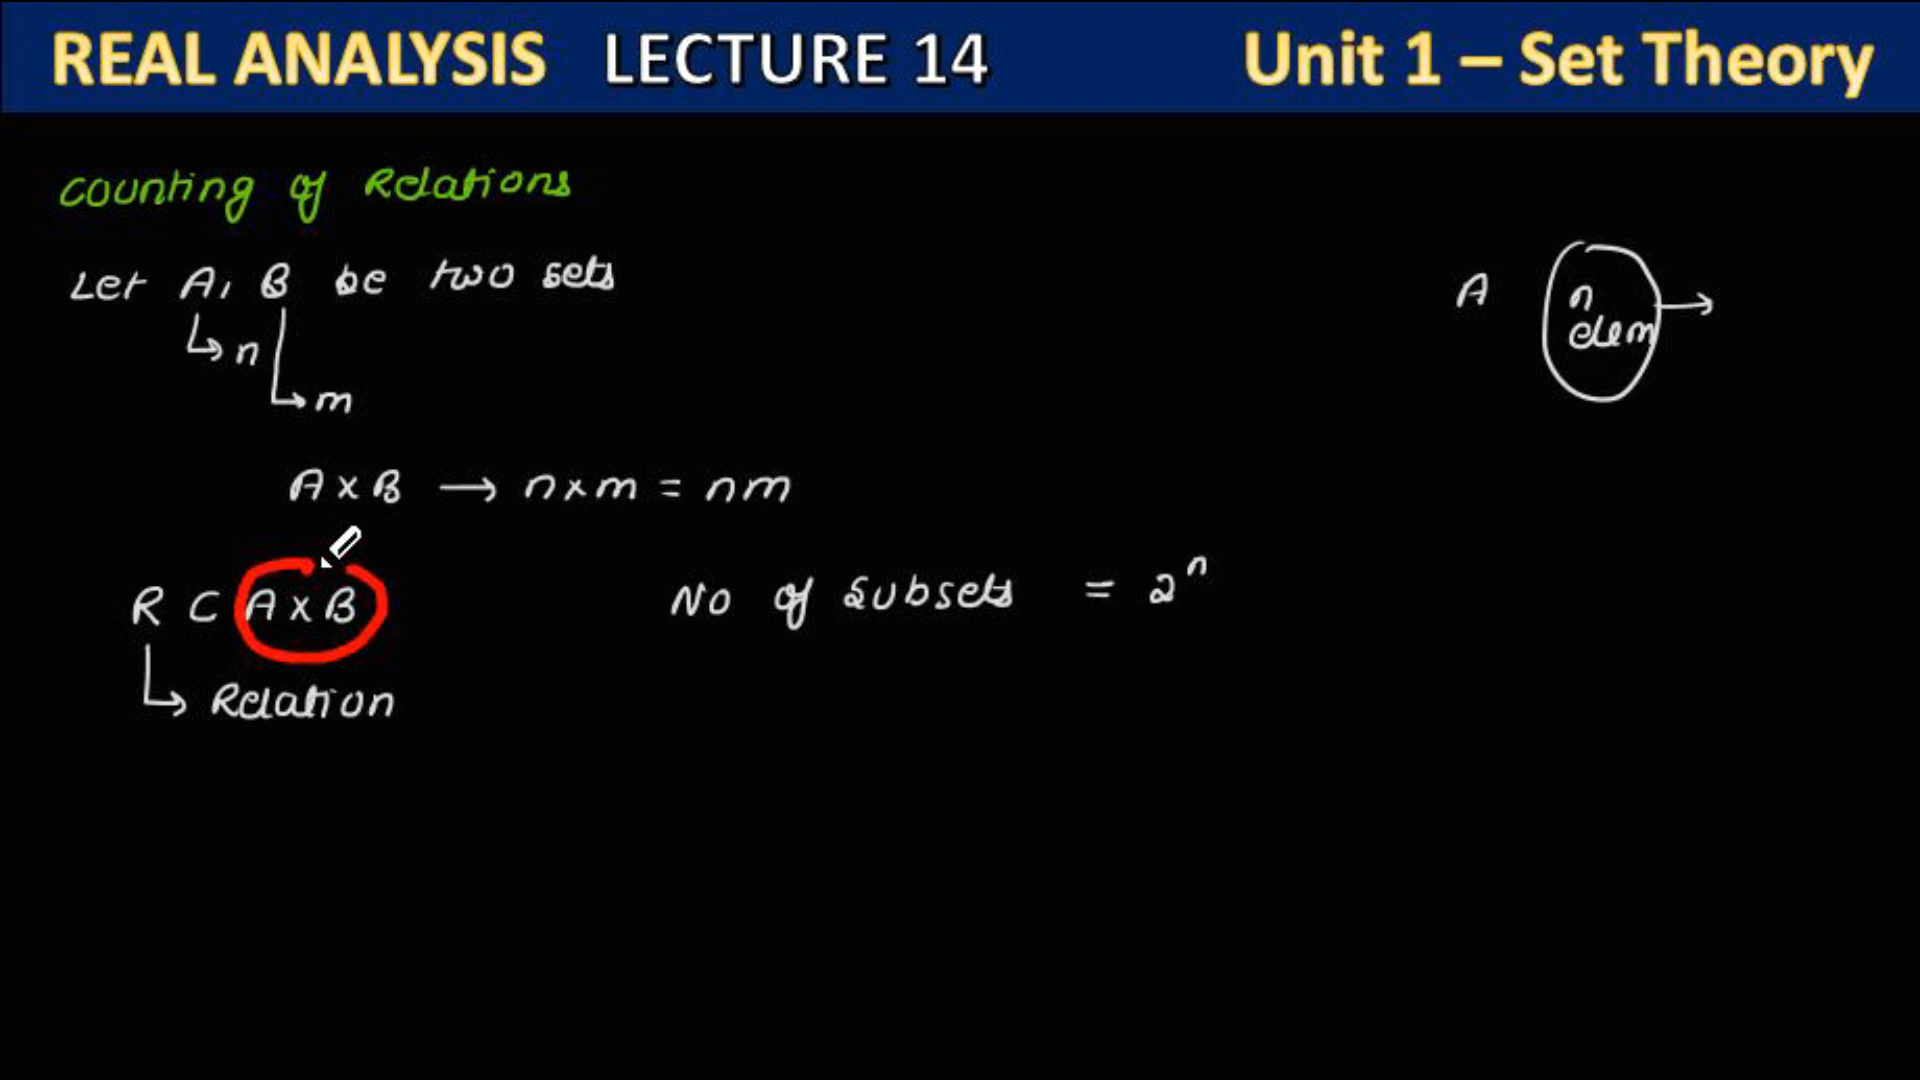 REAL ANALYSIS LECTURE 14 Unit 1 – Set Theory
Counting of Relations
Let A, B be two sets
n
m
A n elem
A × B → n × m = nm
R ⊂ A × B
No of subsets = 2ⁿ
Relation